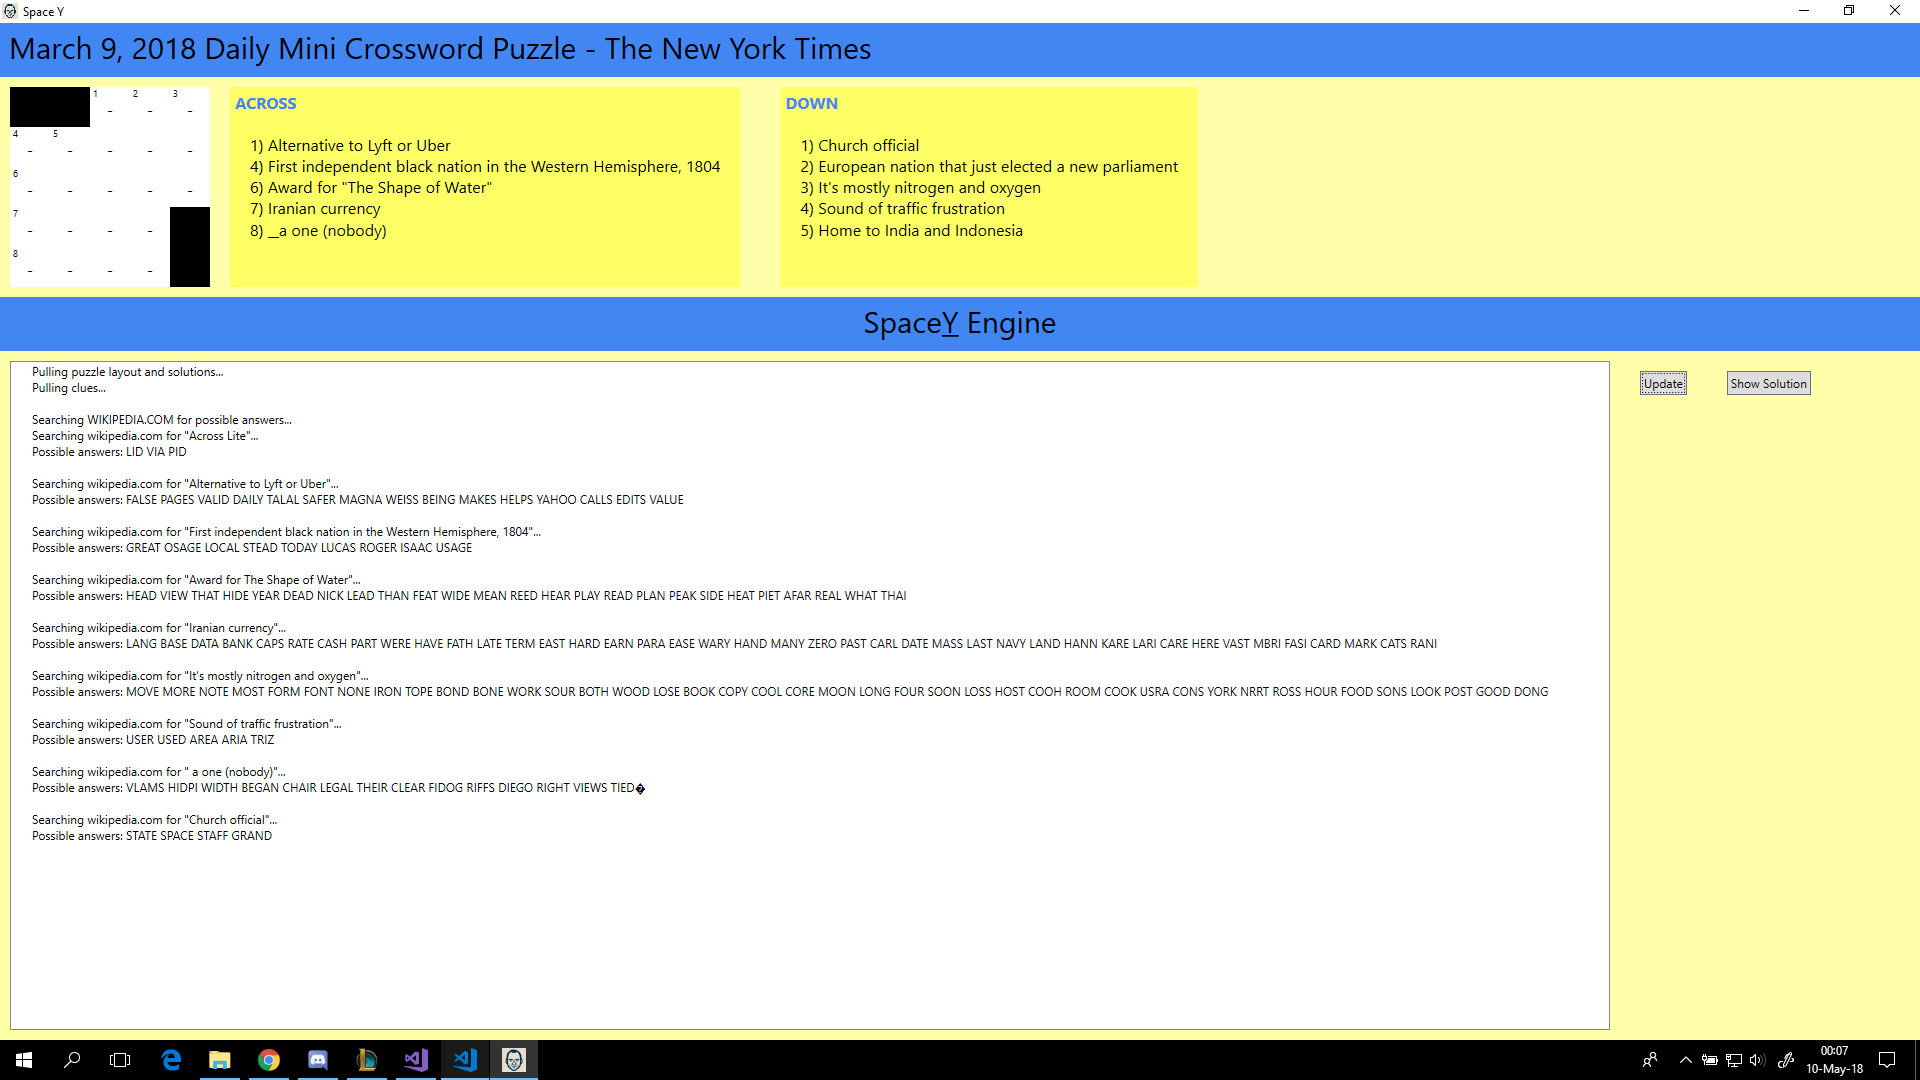 Space Y
March 9, 2018 Daily Mini Crossword Puzzle - The New York Times
1 2 3
_ _ _
4 5
_ _ _ _ _
6
_ _ _ _ _
7
_ _ _ _
8
_ _ _ _
ACROSS
1) Alternative to Lyft or Uber
4) First independent black nation in the Western Hemisphere, 1804
6) Award for "The Shape of Water"
7) Iranian currency
8) __a one (nobody)
DOWN
1) Church official
2) European nation that just elected a new parliament
3) It's mostly nitrogen and oxygen
4) Sound of traffic frustration
5) Home to India and Indonesia
SpaceY Engine
Pulling puzzle layout and solutions...
Pulling clues...
Searching WIKIPEDIA.COM for possible answers...
Searching wikipedia.com for "Across Lite"...
Possible answers: LID VIA PID
Searching wikipedia.com for "Alternative to Lyft or Uber"...
Possible answers: FALSE PAGES VALID DAILY TALAL SAFER MAGNA WEISS BEING MAKES HELPS YAHOO CALLS EDITS VALUE
Searching wikipedia.com for "First independent black nation in the Western Hemisphere, 1804"...
Possible answers: GREAT OSAGE LOCAL STEAD TODAY LUCAS ROGER ISAAC USAGE
Searching wikipedia.com for "Award for The Shape of Water"...
Possible answers: HEAD VIEW THAT HIDE YEAR DEAD NICK LEAD THAN FEAT WIDE MEAN REED HEAR PLAY READ PLAN PEAK SIDE HEAT PIET AFAR REAL WHAT THAI
Searching wikipedia.com for "Iranian currency"...
Possible answers: LANG BASE DATA BANK CAPS RATE CASH PART WERE HAVE FATH LATE TERM EAST HARD EARN PARA EASE WARY HAND MANY ZERO PAST CARL DATE MASS LAST NAVY LAND HANN KARE LARI CARE HERE VAST MBRI FASI CARD MARK CATS RANI
Searching wikipedia.com for "It's mostly nitrogen and oxygen"...
Possible answers: MOVE MORE NOTE MOST FORM FONT NONE IRON TOPE BOND BONE WORK SOUR BOTH WOOD LOSE BOOK COPY COOL CORE MOON LONG FOUR SOON LOSS HOST COOH ROOM COOK USRA CONS YORK NRRT ROSS HOUR FOOD SONS LOOK POST GOOD DONG
Searching wikipedia.com for "Sound of traffic frustration"...
Possible answers: USER USED AREA ARIA TRIZ
Searching wikipedia.com for " a one (nobody)"...
Possible answers: VLAMS HIDPI WIDTH BEGAN CHAIR LEGAL THEIR CLEAR FIDOG RIFFS DIEGO RIGHT VIEWS TIED�
Searching wikipedia.com for "Church official"...
Possible answers: STATE SPACE STAFF GRAND
Update
Show Solution
00:07
10-May-18